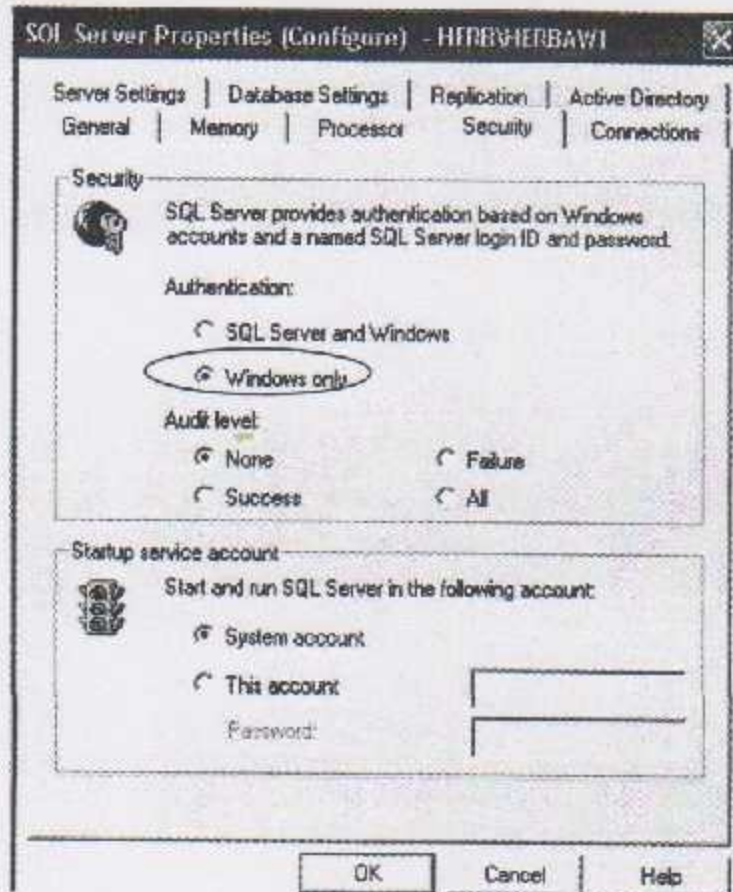 SQL Server Properties (Configure) - HERB\HERBAW1
Server Settings Database Settings Replication Active Directory
General Memory Processor Security Connections
Security
SQL Server provides authentication based on Windows
accounts and a named SQL Server login ID and password.
Authentication:
SQL Server and Windows
Windows only
Audit level:
None Failure
Success All
Startup service account
Start and run SQL Server in the following account:
System account
This account
Password:
OK Cancel Help